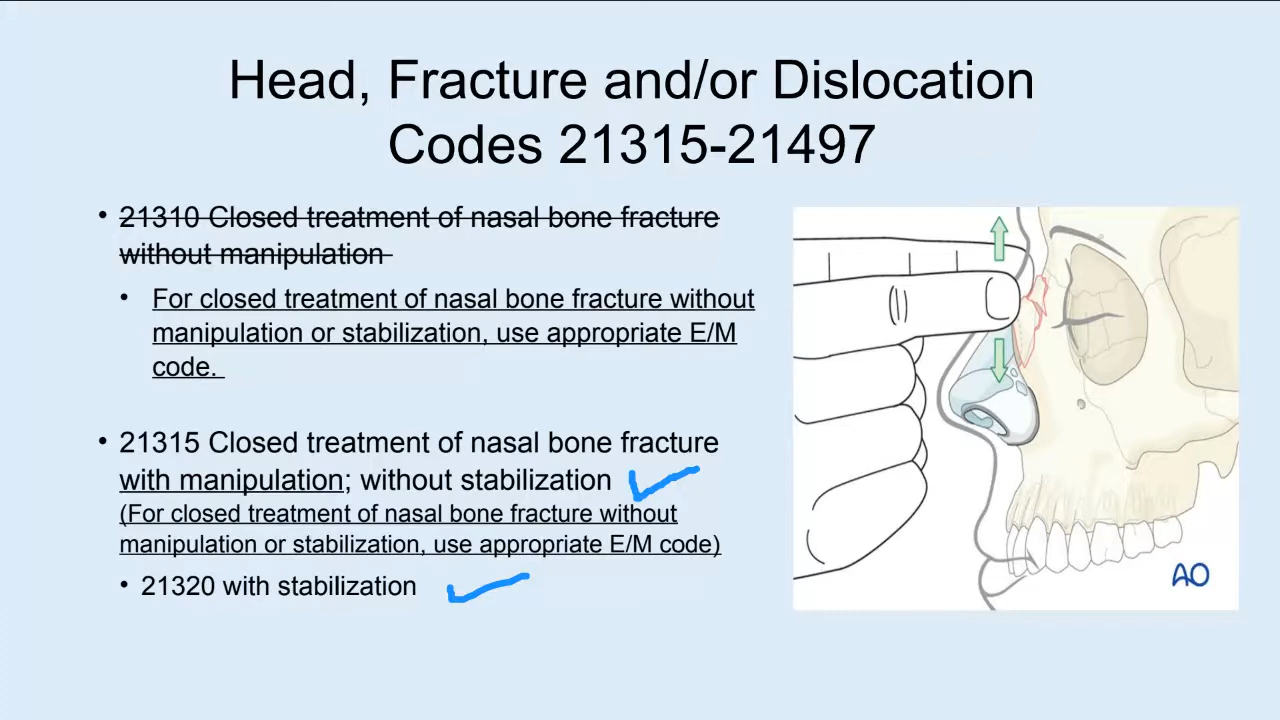 Head, Fracture and/or Dislocation
Codes 21315-21497
• 21310 Closed treatment of nasal bone fracture
without manipulation
• For closed treatment of nasal bone fracture without
manipulation or stabilization, use appropriate E/M
code.
• 21315 Closed treatment of nasal bone fracture
with manipulation; without stabilization
(For closed treatment of nasal bone fracture without
manipulation or stabilization, use appropriate E/M code)
• 21320 with stabilization
AO